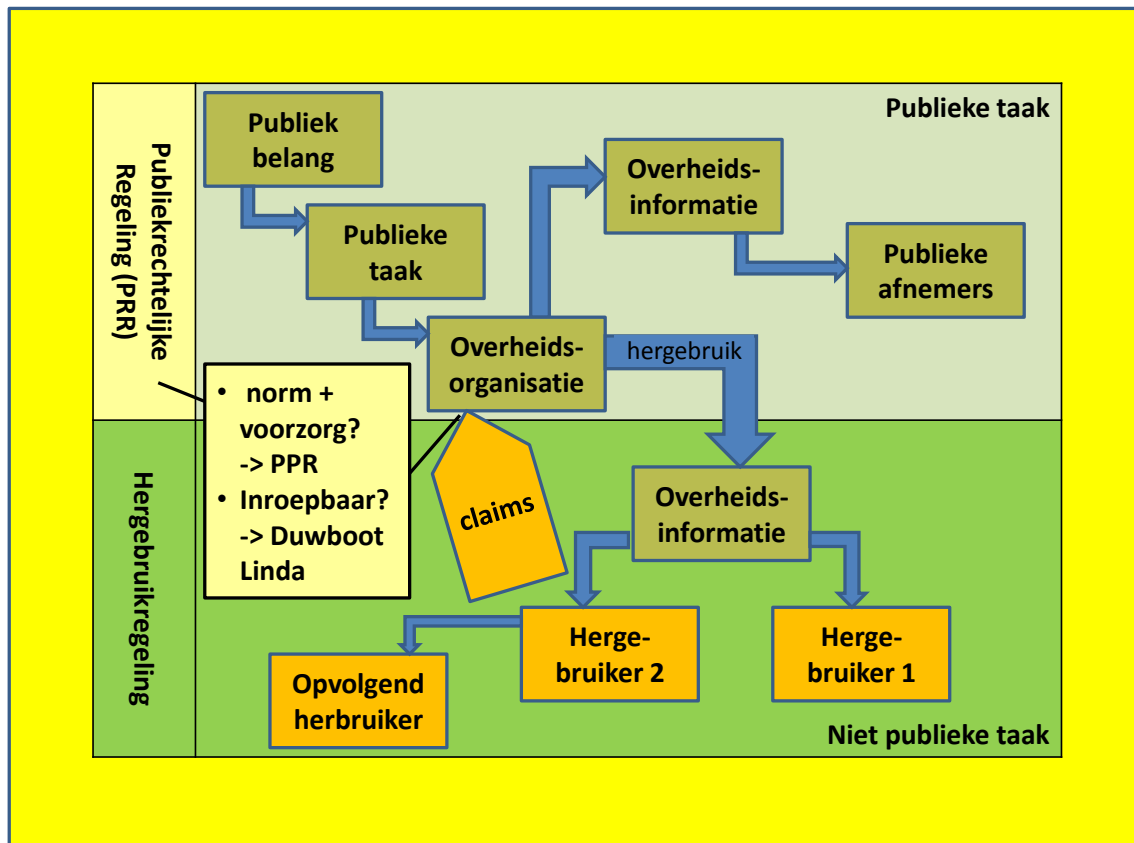 Publiekrechtelijke
Regeling (PRR)
Publieke taak
Publiek
belang
Publieke
taak
Overheids-
organisatie
Overheids-
informatie
Publieke
afnemers
hergebruik
• norm +
voorzorg?
-> PPR
• Inroepbaar?
-> Duwboot
Linda
claims
Hergebruikregeling
Overheids-
informatie
Herge-
bruiker 2
Herge-
bruiker 1
Opvolgend
herbruiker
Niet publieke taak